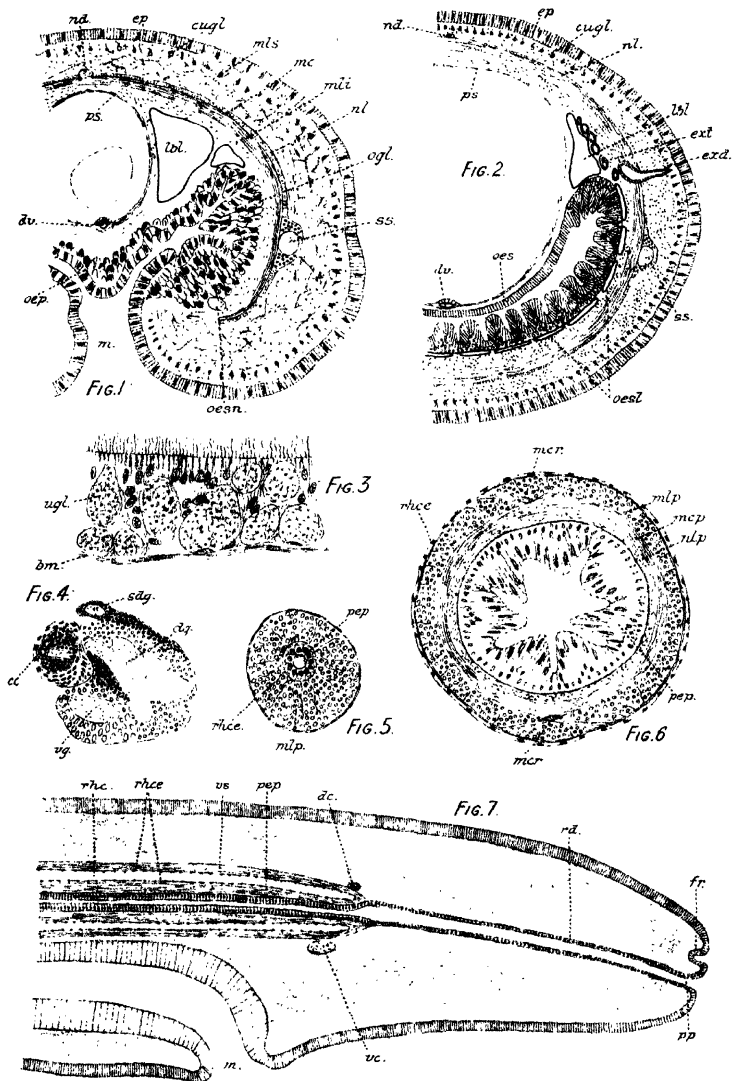 nd. ep cugl
mls
mc
mli
nl
ogl.
ss.
ps.
lbl.
dv.
oep.
m.
FIG.1
oesn.
nd. ep
cugl.
nl.
ps
lbl
ext
exd.
FIG.2
dv. oes
ss.
oesl
FIG.3
ugl.
bm.
FIG.4. sdg.
dg.
cc
vg.
pep
rhce.
mlp.
FIG.5.
mcr.
rhce
mlp
mcp
nlp
pep.
FIG.6
mcr
rhc. rhce vs pep dc. FIG.7.
rd.
fr.
m. vc. pp